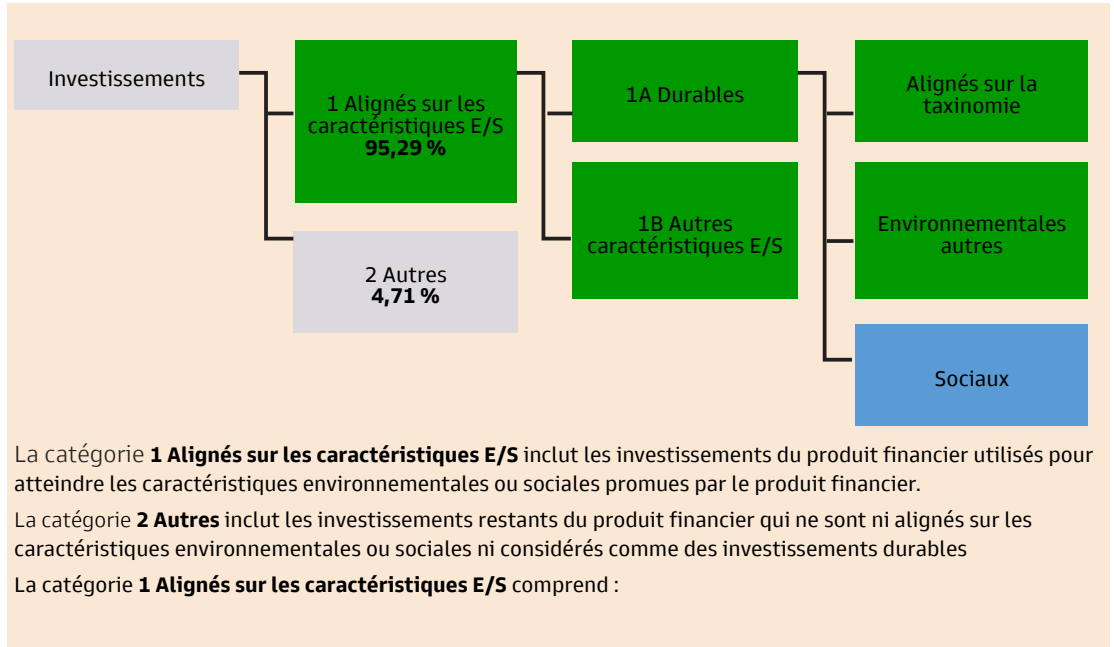 Investissements
1 Alignés sur les
caractéristiques E/S
95,29 %
2 Autres
4,71 %
1A Durables
1B Autres
caractéristiques E/S
Alignés sur la
taxinomie
Environnementales
autres
Sociaux
La catégorie 1 Alignés sur les caractéristiques E/S inclut les investissements du produit financier utilisés pour
atteindre les caractéristiques environnementales ou sociales promues par le produit financier.
La catégorie 2 Autres inclut les investissements restants du produit financier qui ne sont ni alignés sur les
caractéristiques environnementales ou sociales ni considérés comme des investissements durables
La catégorie 1 Alignés sur les caractéristiques E/S comprend :